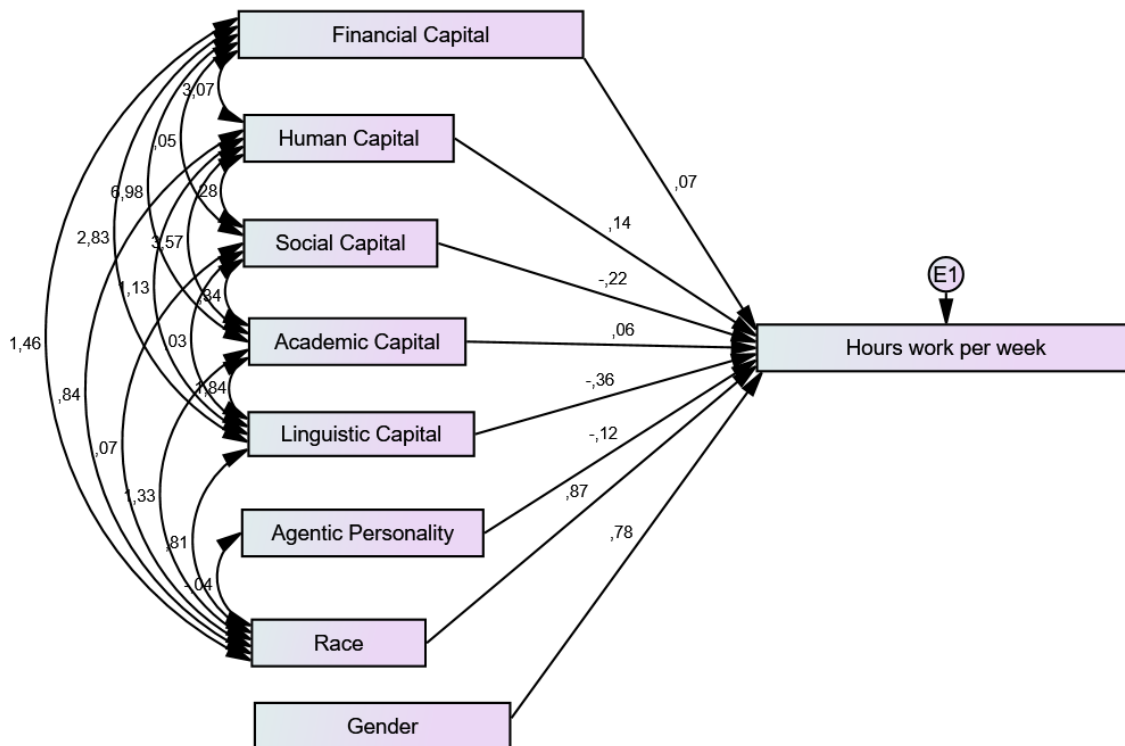 Financial Capital
3,07
Human Capital
,05
,07
6,98
,28
,14
2,83
3,57
Social Capital
-,22
1,13
,34
E1
1,46
,03
Academic Capital
,06
Hours work per week
,84
1,84
-,36
Linguistic Capital
,07
-,12
1,33
,87
Agentic Personality
,81
,78
-,04
Race
Gender